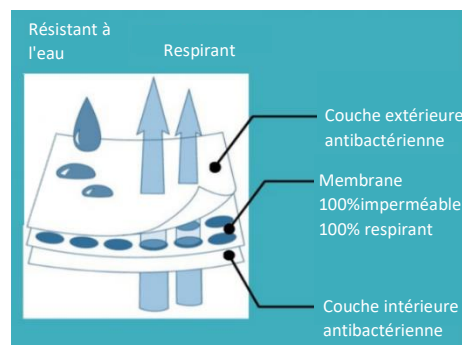 Résistant à
l'eau
Respirant
Couche extérieure
antibactérienne
Membrane
100%imperméable
100% respirant
Couche intérieure
antibactérienne